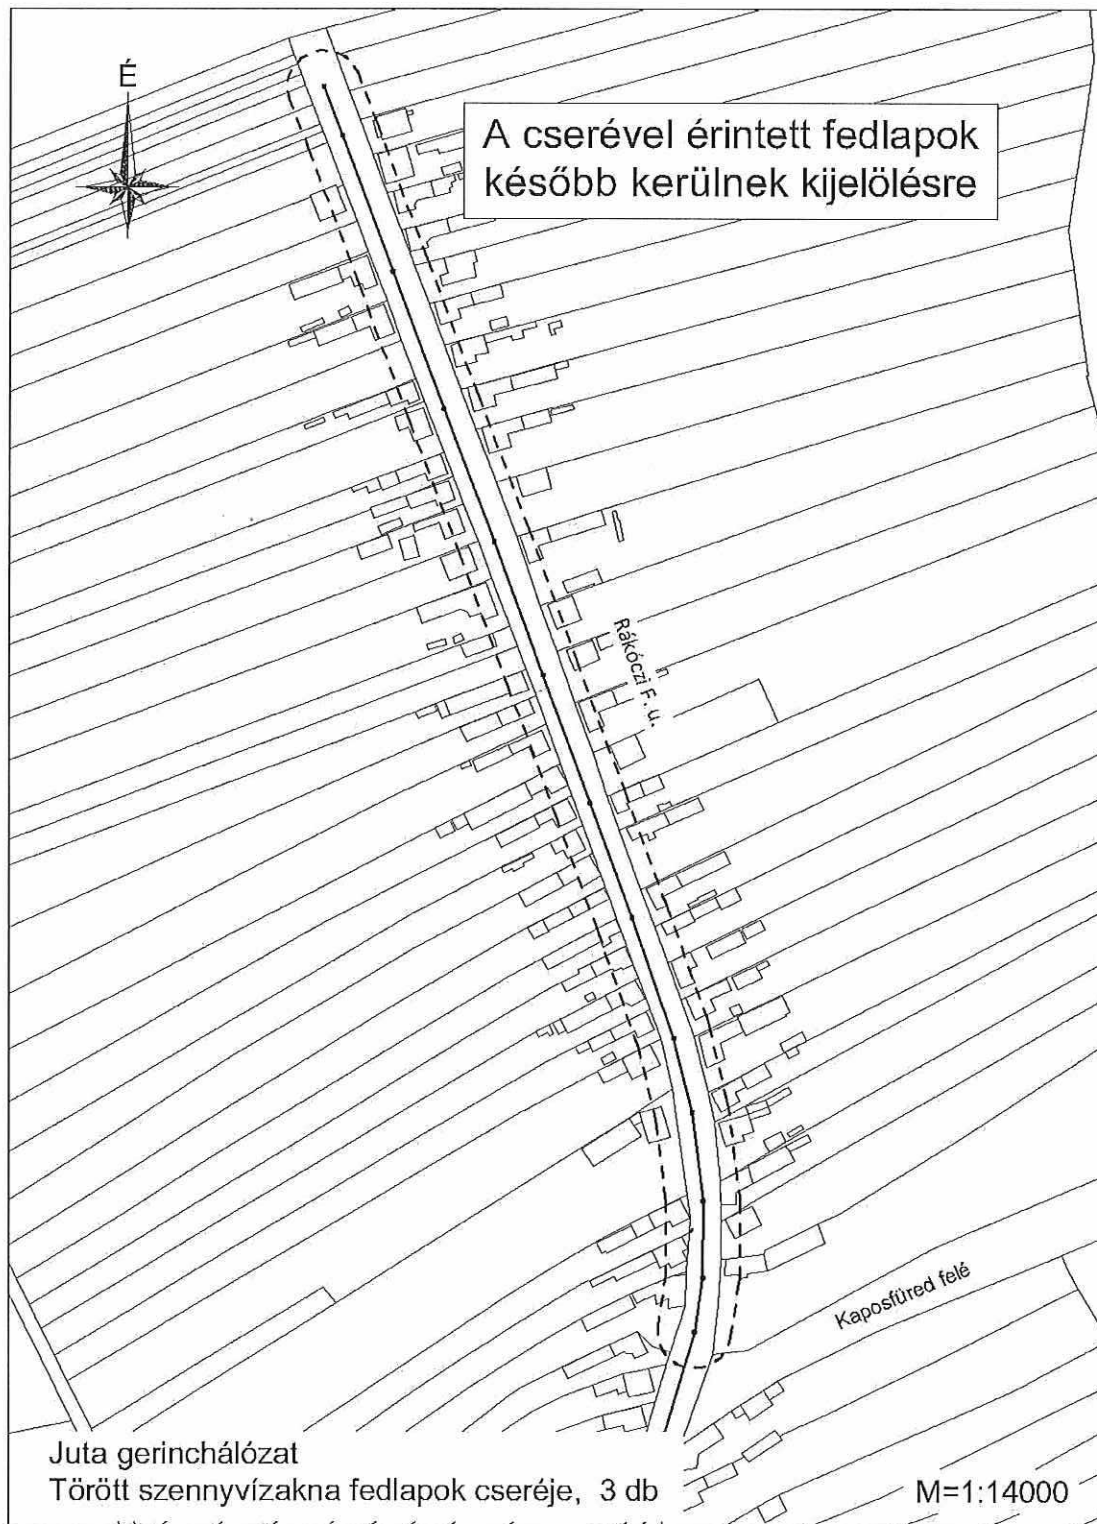 É
A cserével érintett fedlapok
később kerülnek kijelölésre
Rákóczi F. u.
Kaposfüred felé
Juta gerinchálózat
Törött szennyvízakna fedlapok cseréje, 3 db
M=1:14000